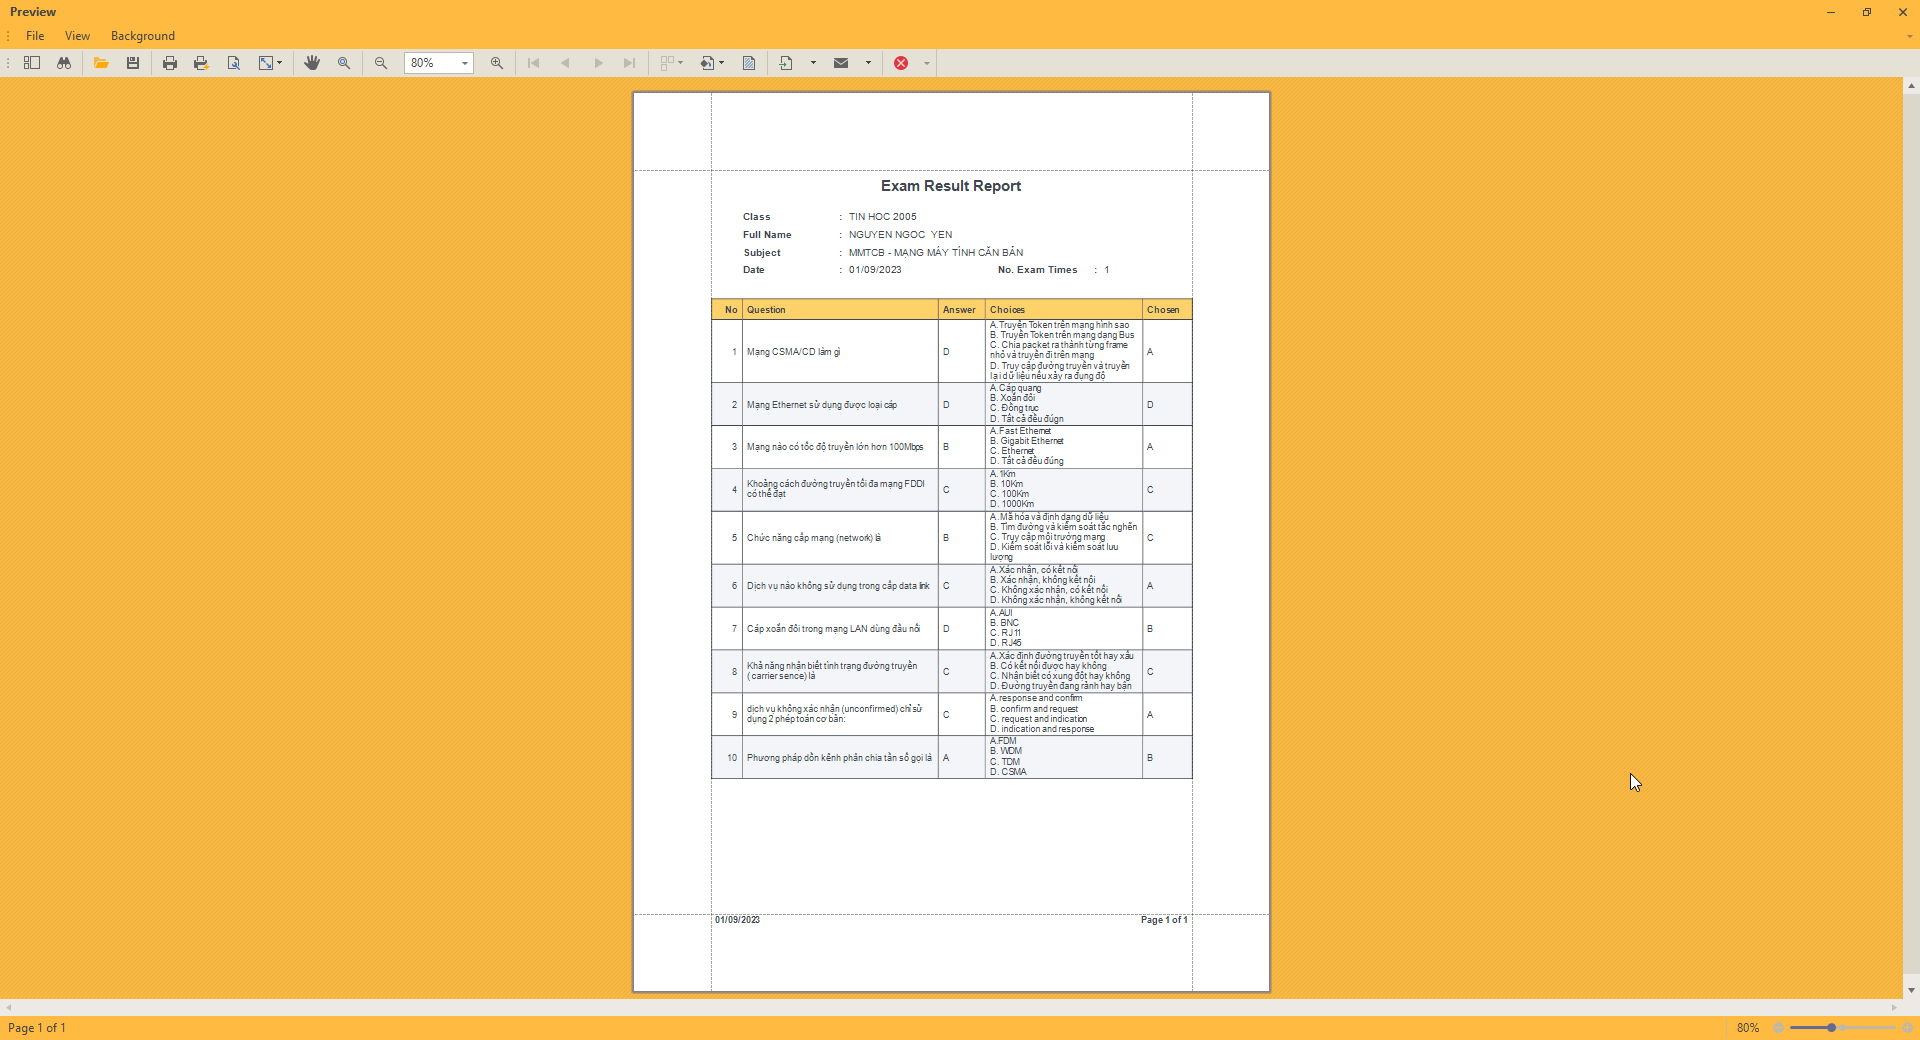 Preview
File View Background
80%
Exam Result Report
Class : TIN HOC 2005
Full Name : NGUYEN NGOC  YEN
Subject : MMTCB - MẠNG MÁY TÍNH CĂN BẢN
Date : 01/09/2023 No. Exam Times : 1
No Question Answer Choices Chosen
1 Mạng CSMA/CD làm gì D
A.Truyền Token trên mạng hình sao
B. Truyền Token trên mạng dạng Bus
C. Chia packet ra thành từng frame
nhỏ và truyền đi trên mạng
D. Truy cập đường truyền và truyền
lại dữ liệu nếu xảy ra đụng độ
A
2 Mạng Ethernet sử dụng được loại cáp D
A.Cáp quang
B. Xoắn đôi
C. Đồng trục
D. Tất cả đều đúgn
D
3 Mạng nào có tốc độ truyền lớn hơn 100Mbps B
A.Fast Ethernet
B. Gigabit Ethernet
C. Ethernet
D. Tất cả đều đúng
A
4 Khoảng cách đường truyền tối đa mạng FDDI
có thể đạt
C
A.1Km
B. 10Km
C. 100Km
D. 1000Km
C
5 Chức năng cấp mạng (network) là B
A.Mã hóa và định dạng dữ liệu
B. Tìm đường và kiểm soát tắc nghẽn
C. Truy cập môi trường mạng
D. Kiểm soát lỗi và kiểm soát lưu
lượng
C
6 Dịch vụ nào không sử dụng trong cấp data link C
A.Xác nhận, có kết nối
B. Xác nhận, không kết nối
C. Không xác nhận, có kết nối
D. Không xác nhận, không kết nối
A
7 Cáp xoắn đôi trong mạng LAN dùng đầu nối D
A.AUI
B. BNC
C. RJ11
D. RJ45
B
8 Khả năng nhận biết tình trạng đường truyền
( carrier sence) là
C
A.Xác định đường truyền tốt hay xấu
B. Có kết nối được hay không
C. Nhận biết có xung đột hay không
D. Đường truyền đang rảnh hay bận
C
9 dịch vụ không xác nhận (unconfirmed) chỉ sử
dụng 2 phép toán cơ bản:
C
A.response and confirm
B. confirm and request
C. request and indication
D. indication and response
A
10 Phương pháp dồn kênh phân chia tần số gọi là A
A.FDM
B. WDM
C. TDM
D. CSMA
B
01/09/2023 Page 1 of 1
Page 1 of 1 80%